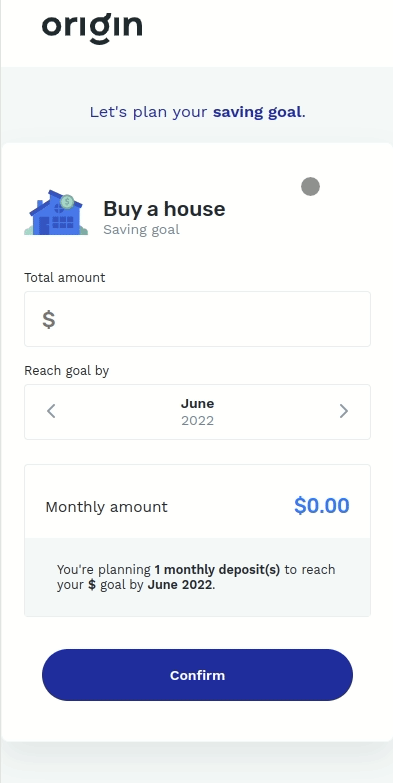 origin
Let's plan your saving goal.
$
Buy a house
Saving goal
Total amount
$
Reach goal by
June
2022
Monthly amount
$0.00
You're planning 1 monthly deposit(s) to reach
your $ goal by June 2022.
Confirm